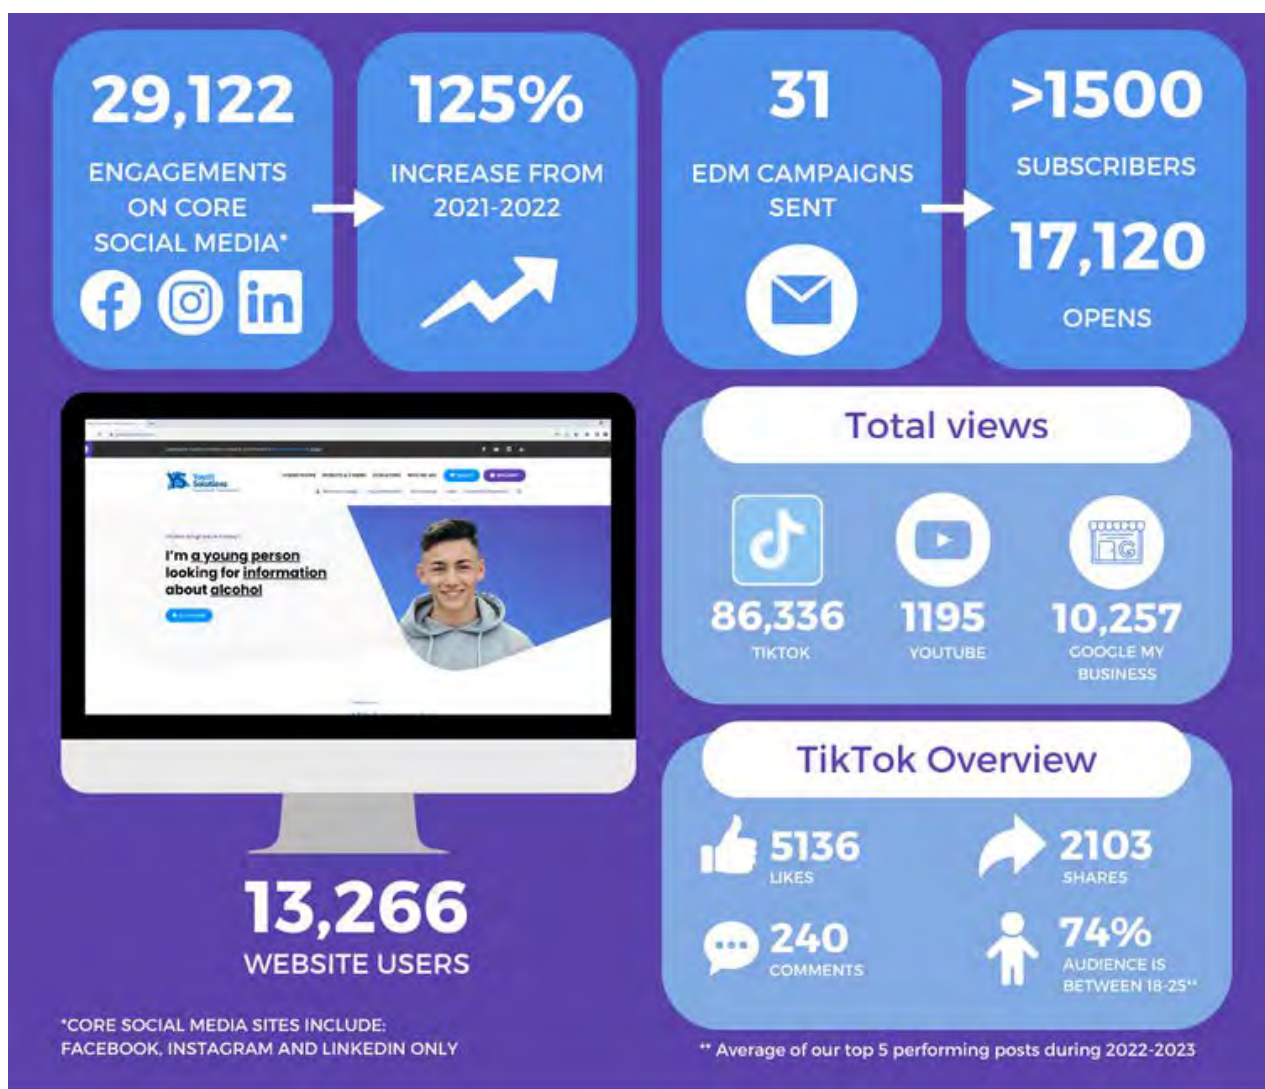 29,122
ENGAGEMENTS
ON CORE
SOCIAL MEDIA*
125%
INCREASE FROM
2021-2022
31
EDM CAMPAIGNS
SENT
>1500
SUBSCRIBERS
17,120
OPENS
Youth
Solutions
I'm a young person
looking for information
about alcohol
13,266
WEBSITE USERS
*CORE SOCIAL MEDIA SITES INCLUDE:
FACEBOOK, INSTAGRAM AND LINKEDIN ONLY
Total views
86,336
TIKTOK
1195
YOUTUBE
10,257
GOOGLE MY
BUSINESS
TikTok Overview
5136
LIKES
2103
SHARES
240
COMMENTS
74%
AUDIENCE IS
BETWEEN 18-25**
** Average of our top 5 performing posts during 2022-2023